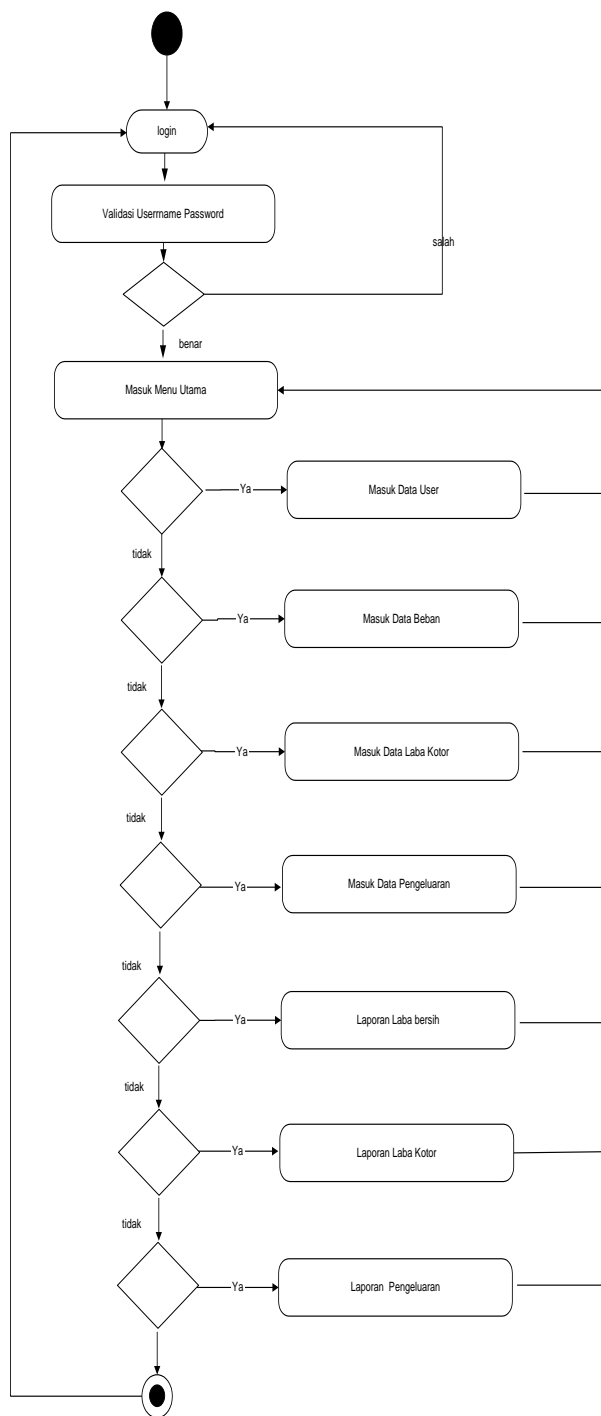 login
Validasi Userrname Password
salah
benar
Masuk Menu Utama
Ya
Masuk Data User
tidak
Ya
Masuk Data Beban
tidak
Ya
Masuk Data Laba Kotor
tidak
Ya
Masuk Data Pengeluaran
tidak
Ya
Laporan Laba bersih
tidak
Ya
Laporan Laba Kotor
tidak
Ya
Laporan Pengeluaran